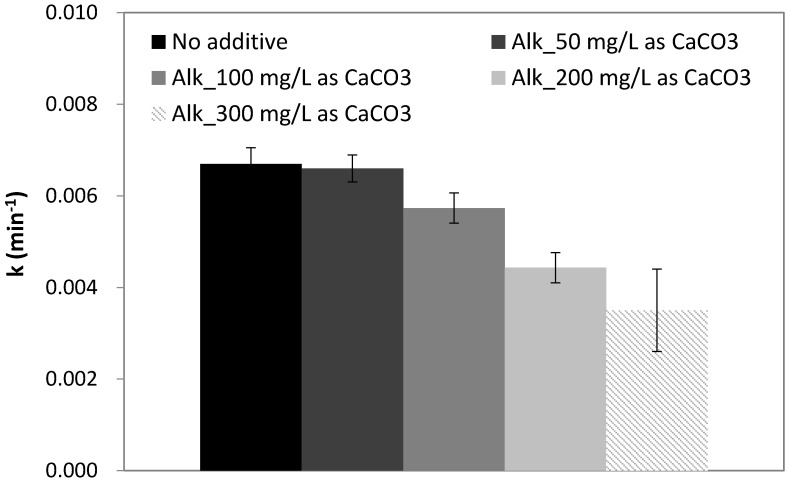 0.010
No additive
Alk_50 mg/L as CaCO3
Alk_100 mg/L as CaCO3
Alk_200 mg/L as CaCO3
Alk_300 mg/L as CaCO3
0.008
0.006
0.004
0.002
0.000
k (min⁻¹)